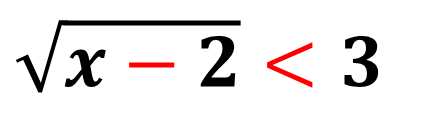 √(x − 2) < 3